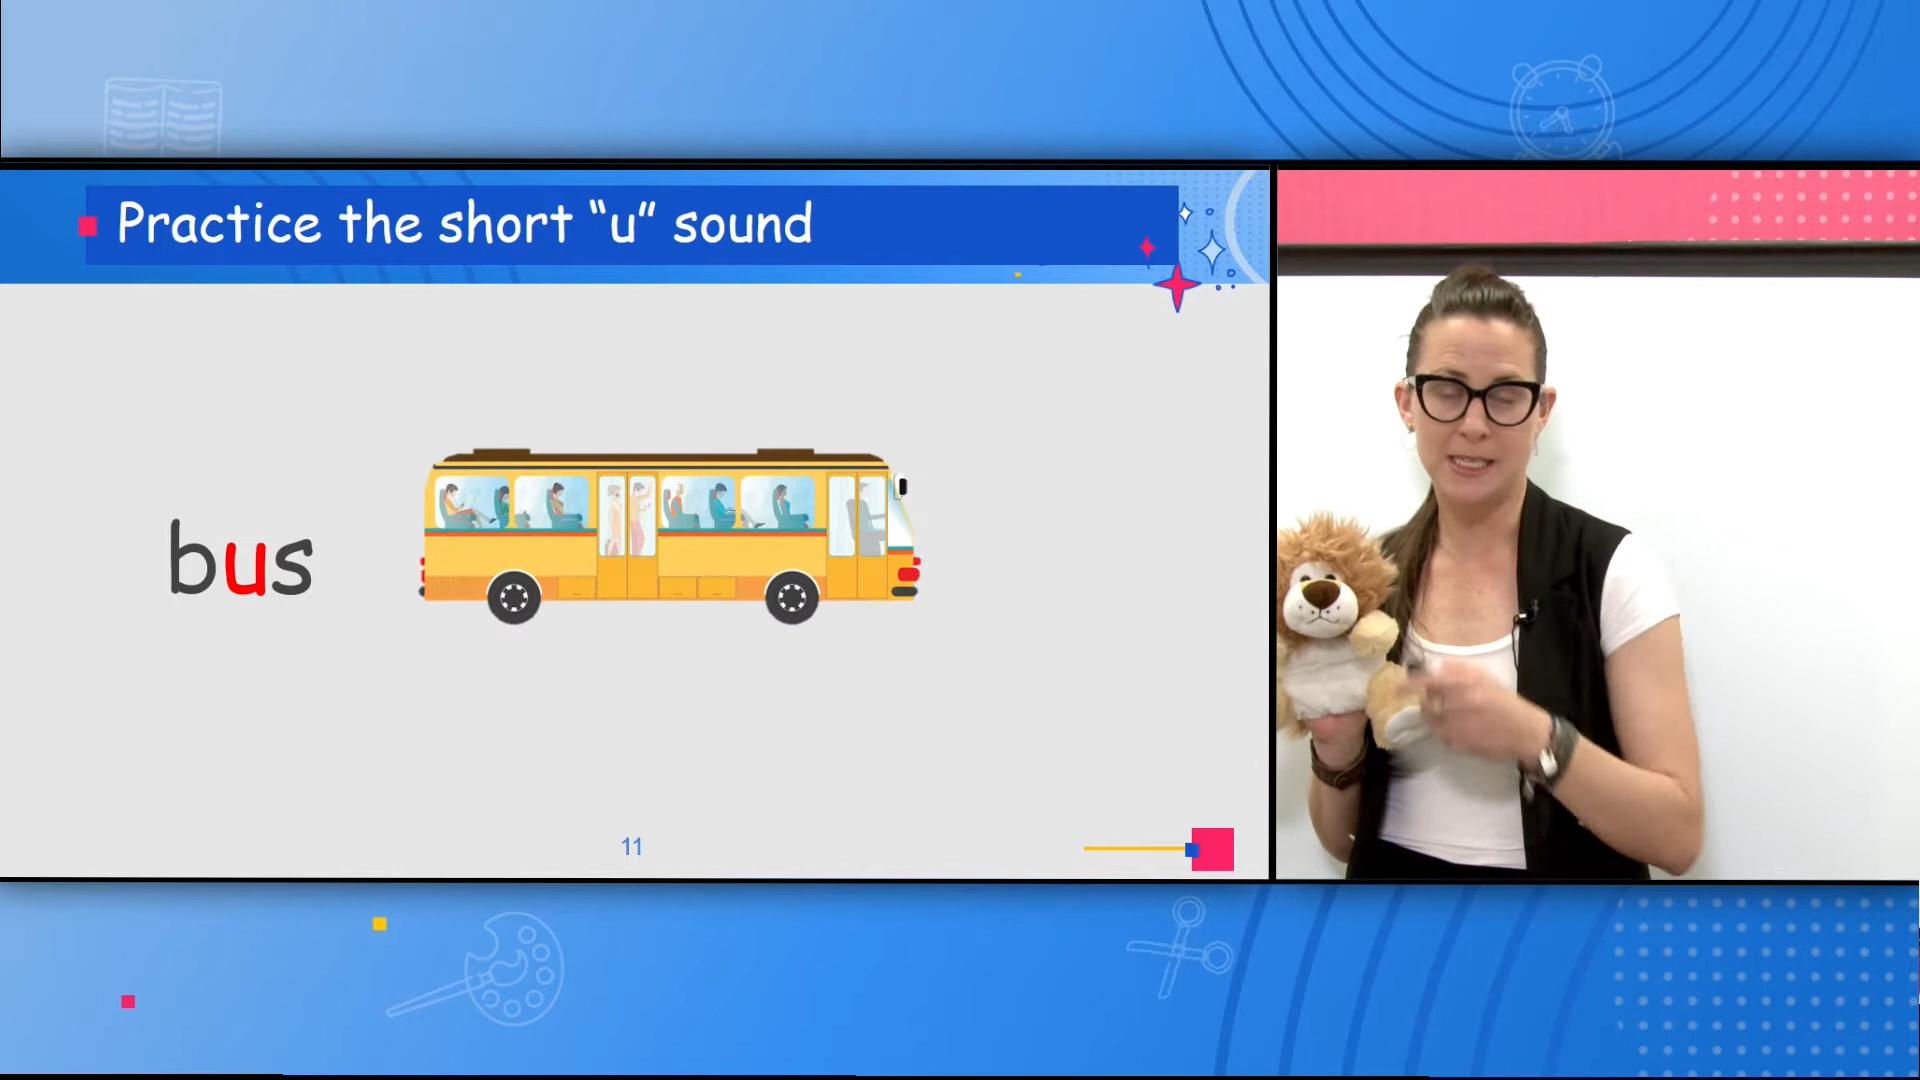 Practice the short “u” sound
bus
11